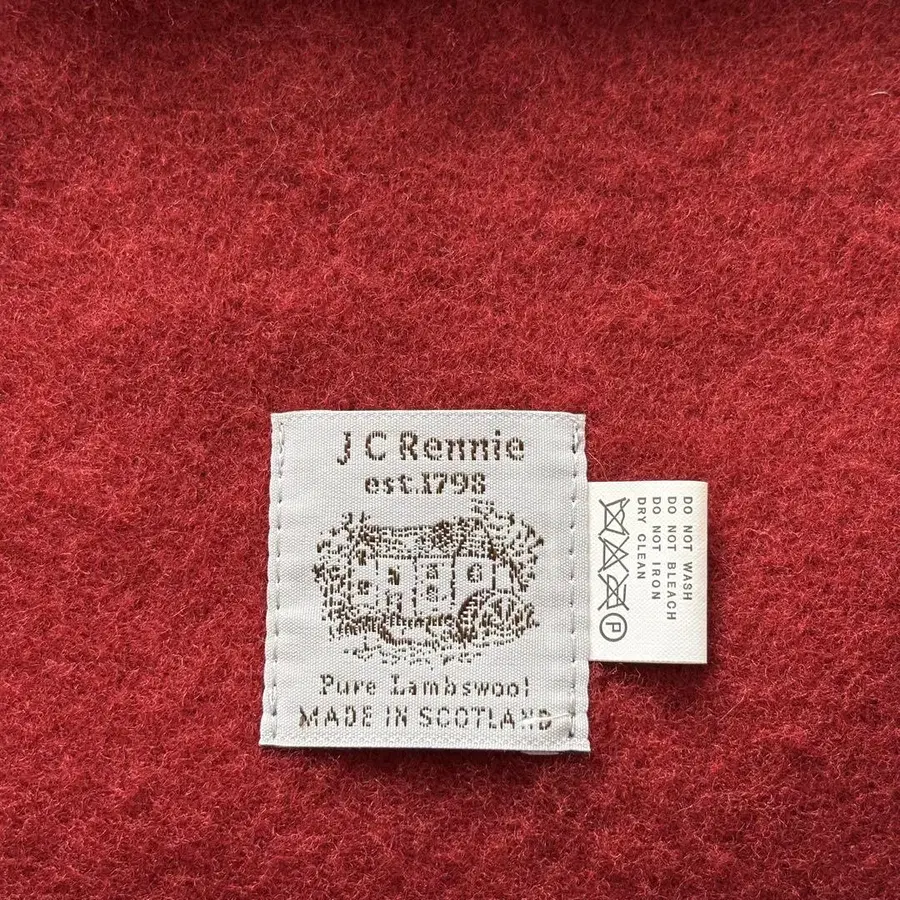 J C Rennie
est.1798
Pure Lambswool
MADE IN SCOTLAND
DO NOT WASH
DO NOT BLEACH
DO NOT IRON
DRY CLEAN
P